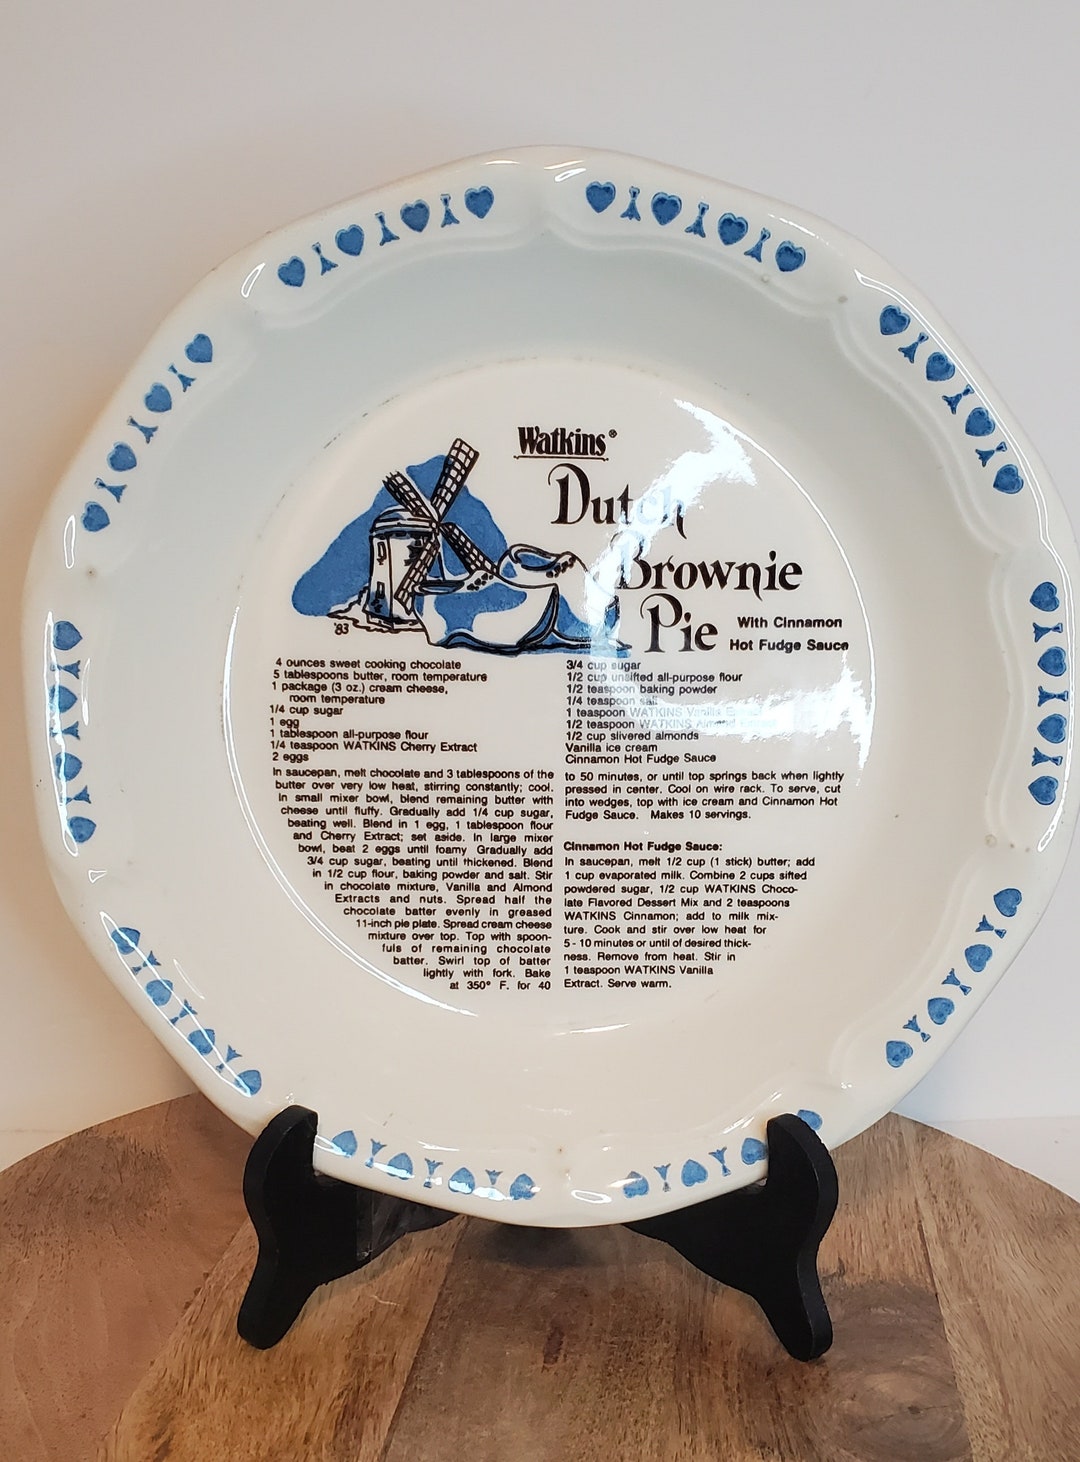 Watkins®
Dutch
Brownie
Pie
With Cinnamon
Hot Fudge Sauce
'83
4 ounces sweet cooking chocolate
5 tablespoons butter, room temperature
1 package (3 oz.) cream cheese,
room temperature
1/4 cup sugar
1 egg
1 tablespoon all-purpose flour
1/4 teaspoon WATKINS Cherry Extract
2 eggs
3/4 cup sugar
1/2 cup unsifted all-purpose flour
1/2 teaspoon baking powder
1/4 teaspoon salt
1 teaspoon WATKINS Vanilla Extract
1/2 teaspoon WATKINS Almond Extract
1/2 cup slivered almonds
Vanilla ice cream
Cinnamon Hot Fudge Sauce
In saucepan, melt chocolate and 3 tablespoons of the
butter over very low heat, stirring constantly; cool.
In small mixer bowl, blend remaining butter with
cheese until fluffy. Gradually add 1/4 cup sugar,
beating well. Blend in 1 egg, 1 tablespoon flour
and Cherry Extract; set aside. In large mixer
bowl, beat 2 eggs until foamy Gradually add
3/4 cup sugar, beating until thickened. Blend
in 1/2 cup flour, baking powder and salt. Stir
in chocolate mixture, Vanilla and Almond
Extracts and nuts. Spread half the
chocolate batter evenly in greased
11-inch pie plate. Spread cream cheese
mixture over top. Top with spoon-
fuls of remaining chocolate
batter. Swirl top of batter
lightly with fork. Bake
at 350° F. for 40
to 50 minutes, or until top springs back when lightly
pressed in center. Cool on wire rack. To serve, cut
into wedges, top with ice cream and Cinnamon Hot
Fudge Sauce. Makes 10 servings.
Cinnamon Hot Fudge Sauce:
In saucepan, melt 1/2 cup (1 stick) butter; add
1 cup evaporated milk. Combine 2 cups sifted
powdered sugar, 1/2 cup WATKINS Choco-
late Flavored Dessert Mix and 2 teaspoons
WATKINS Cinnamon; add to milk mix-
ture. Cook and stir over low heat for
5 - 10 minutes or until of desired thick-
ness. Remove from heat. Stir in
1 teaspoon WATKINS Vanilla
Extract. Serve warm.